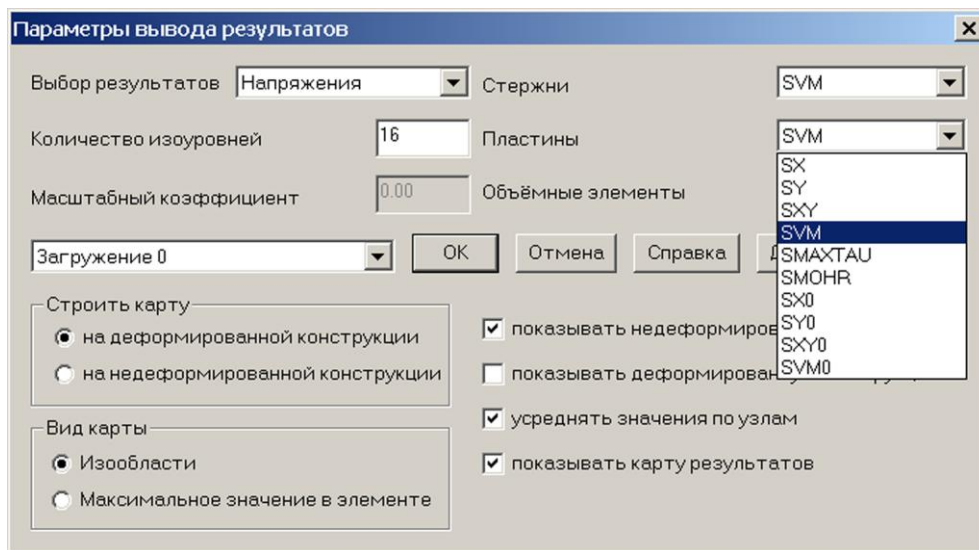 Параметры вывода результатов
Выбор результатов Напряжения Стержни SVM
Количество изоуровней 16 Пластины SVM
Масштабный коэффициент 0.00 Объёмные элементы
SX
SY
SXY
SVM
SMAXTAU
SMOHR
SX0
SY0
SXY0
SVM0
Загружение 0 OK Отмена Справка
Строить карту
на деформированной конструкции
на недеформированной конструкции
Вид карты
Изообласти
Максимальное значение в элементе
показывать
показывать
усреднять значения по узлам
показывать карту результатов